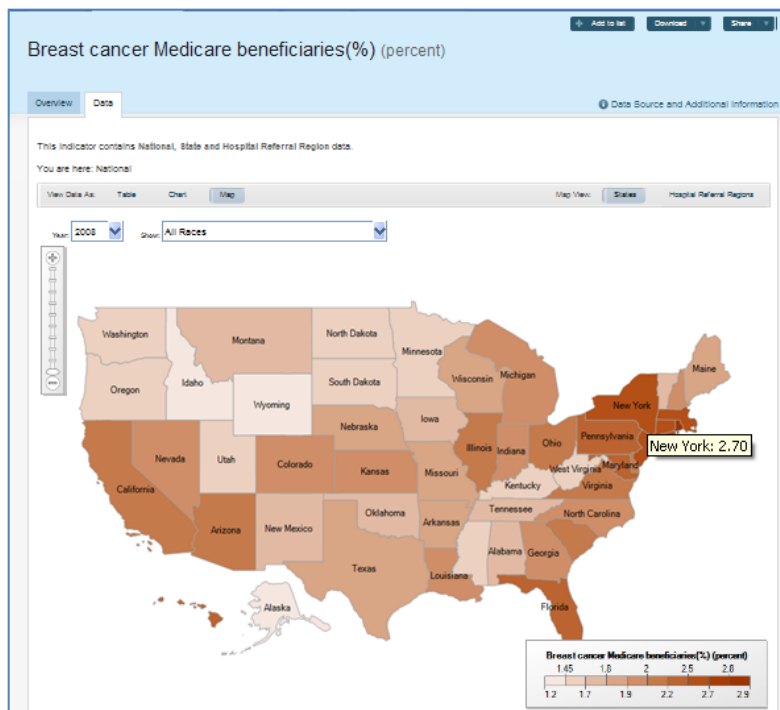 Add to list Download Share
Breast cancer Medicare beneficiaries(%) (percent)
Overview Data Data Source and Additional Information
This indicator contains National, State and Hospital Referral Region data.
You are here: National
View Data As: Table Chart Map Map View: States Hospital Referral Regions
Year: 2008 Show: All Races
Washington
Montana
North Dakota
Minnesota
Maine
Oregon
Idaho
Wyoming
South Dakota
Wisconsin
Michigan
New York
Nebraska
Iowa
Illinois
Indiana
Ohio
Pennsylvania
New York: 2.70
Nevada
Utah
Colorado
Kansas
Missouri
West Virginia
Maryland
Kentucky
Virginia
California
Arizona
New Mexico
Oklahoma
Arkansas
Tennessee
North Carolina
Texas
Louisiana
Alabama
Georgia
Alaska
Florida
Breast cancer Medicare beneficiaries(%) (percent)
1.45 1.8 2 2.5 2.8
1.2 1.7 1.9 2.2 2.7 2.9